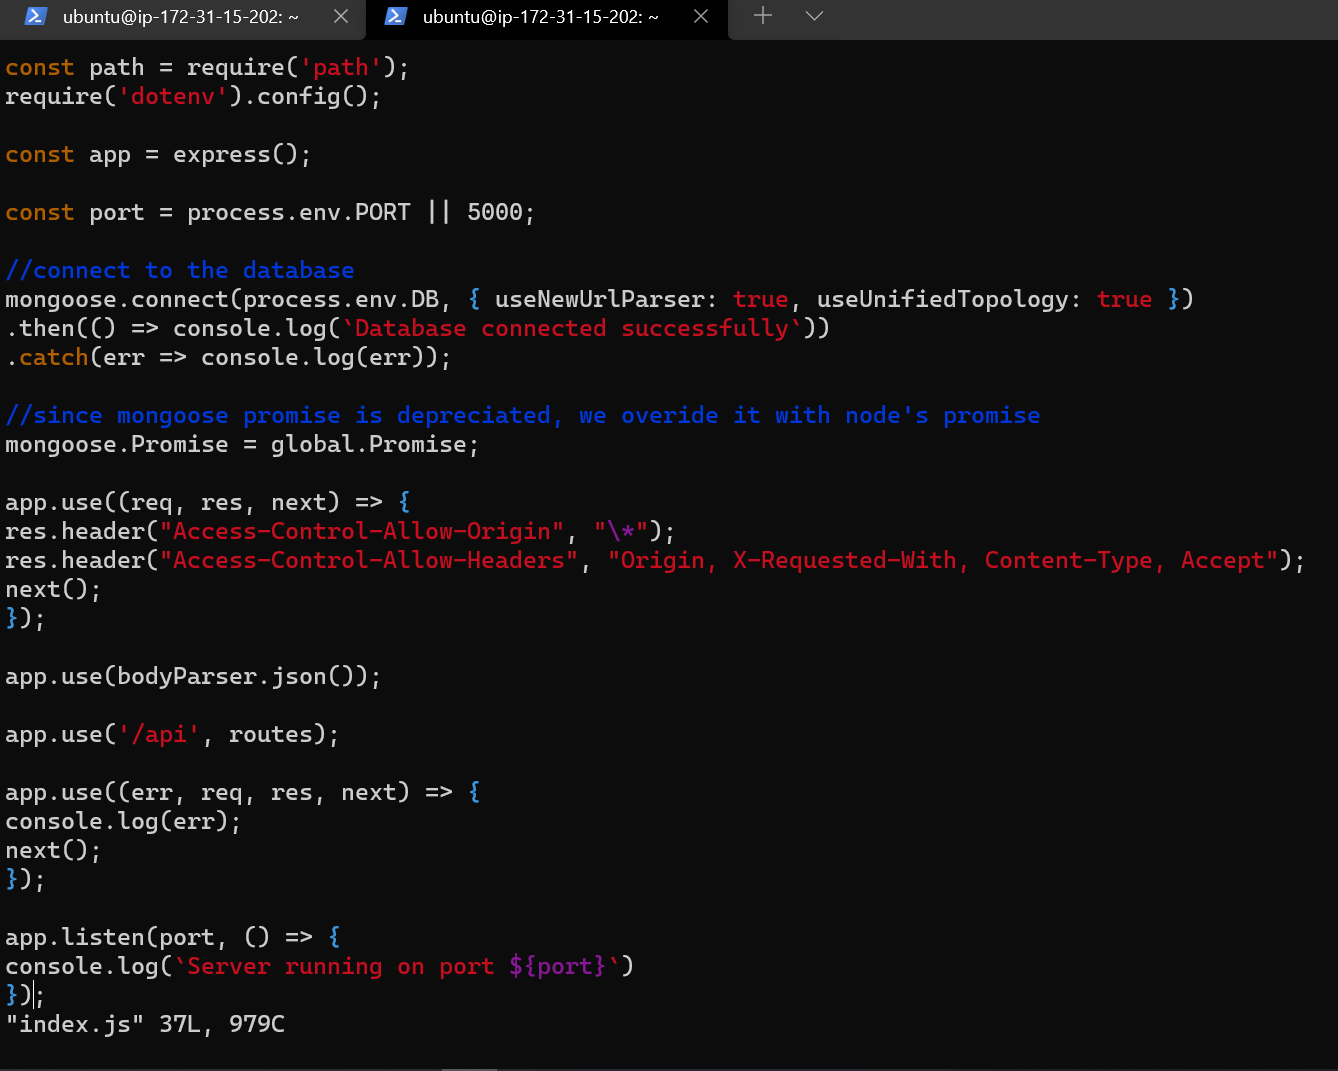 ubuntu@ip-172-31-15-202: ~
ubuntu@ip-172-31-15-202: ~
const path = require('path');
require('dotenv').config();
const app = express();
const port = process.env.PORT || 5000;
//connect to the database
mongoose.connect(process.env.DB, { useNewUrlParser: true, useUnifiedTopology: true })
.then(() => console.log(`Database connected successfully`))
.catch(err => console.log(err));
//since mongoose promise is depreciated, we overide it with node's promise
mongoose.Promise = global.Promise;
app.use((req, res, next) => {
res.header("Access-Control-Allow-Origin", "\*");
res.header("Access-Control-Allow-Headers", "Origin, X-Requested-With, Content-Type, Accept");
next();
});
app.use(bodyParser.json());
app.use('/api', routes);
app.use((err, req, res, next) => {
console.log(err);
next();
});
app.listen(port, () => {
console.log(`Server running on port ${port}`)
});
"index.js" 37L, 979C